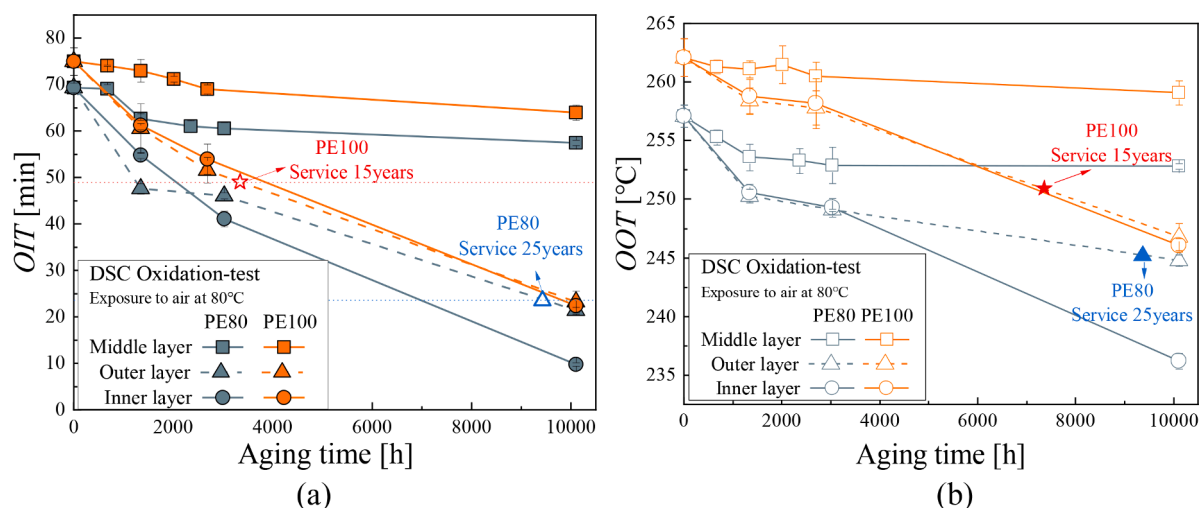 80
70
60
50
40
30
20
10
0
OIT [min]
PE100
Service 15years
PE80
Service 25years
DSC Oxidation-test
Exposure to air at 80℃
PE80 PE100
Middle layer
Outer layer
Inner layer
0 2000 4000 6000 8000 10000
Aging time [h]
(a)
265
260
255
250
245
240
235
OOT [℃]
PE100
Service 15years
PE80
Service 25years
DSC Oxidation-test
Exposure to air at 80℃
PE80 PE100
Middle layer
Outer layer
Inner layer
0 2000 4000 6000 8000 10000
Aging time [h]
(b)